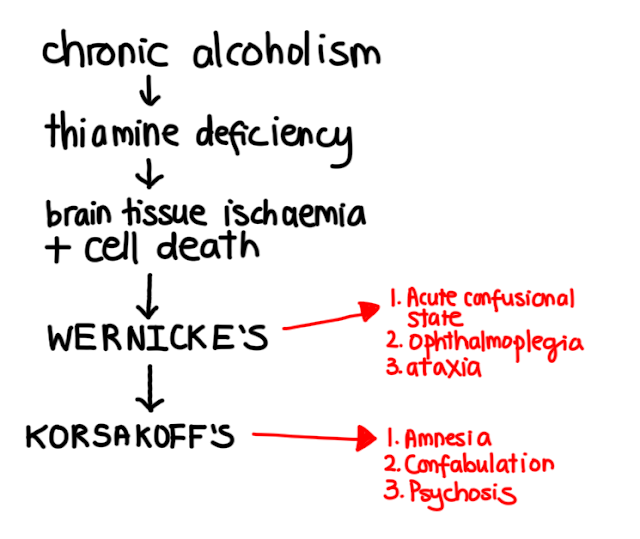 chronic alcoholism
thiamine deficiency
brain tissue ischaemia
+ cell death
WERNICKE'S
1. Acute confusional
state
2. Ophthalmoplegia
3. ataxia
KORSAKOFF'S
1. Amnesia
2. Confabulation
3. Psychosis